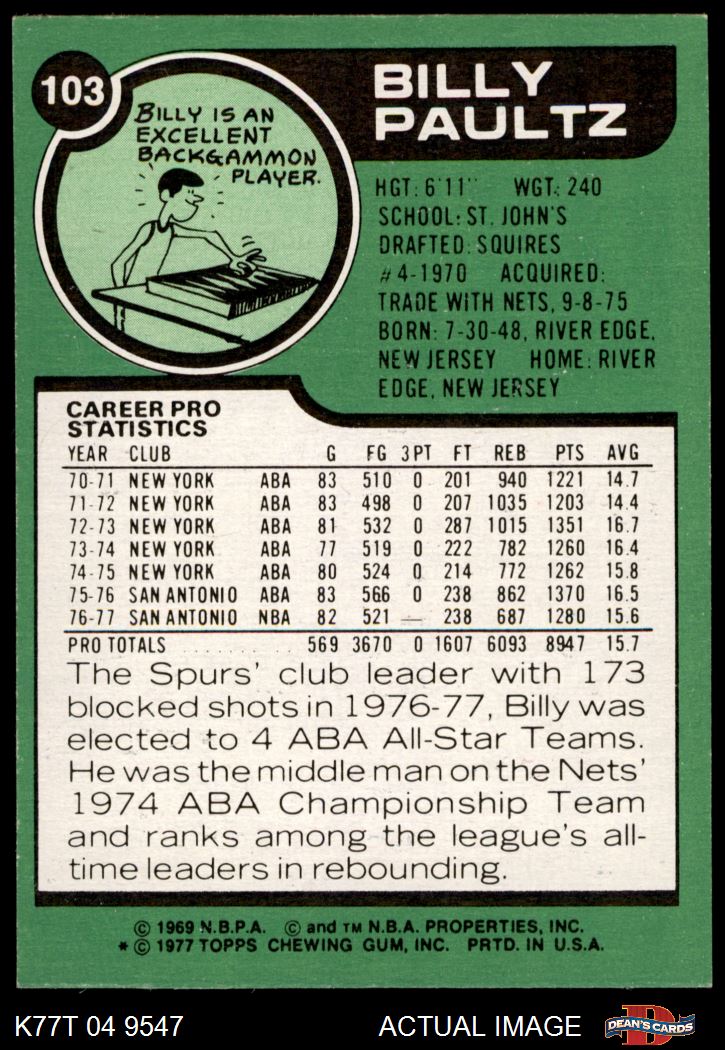 103
BILLY IS AN
EXCELLENT
BACKGAMMON
PLAYER.
BILLY
PAULTZ
HGT: 6'11" WGT: 240
SCHOOL: ST. JOHN'S
DRAFTED: SQUIRES
#4-1970 ACQUIRED:
TRADE WITH NETS, 9-8-75
BORN: 7-30-48, RIVER EDGE,
NEW JERSEY HOME: RIVER
EDGE, NEW JERSEY
CAREER PRO
STATISTICS
YEAR CLUB G FG 3PT FT REB PTS AVG
70-71 NEW YORK ABA 83 510 0 201 940 1221 14.7
71-72 NEW YORK ABA 83 498 0 207 1035 1203 14.4
72-73 NEW YORK ABA 81 532 0 287 1015 1351 16.7
73-74 NEW YORK ABA 77 519 0 222 782 1260 16.4
74-75 NEW YORK ABA 80 524 0 214 772 1262 15.8
75-76 SAN ANTONIO ABA 83 566 0 238 862 1370 16.5
76-77 SAN ANTONIO NBA 82 521 — 238 687 1280 15.6
PRO TOTALS . . . . . . . . . . 569 3670 0 1607 6093 8947 15.7
The Spurs' club leader with 173
blocked shots in 1976-77, Billy was
elected to 4 ABA All-Star Teams.
He was the middle man on the Nets'
1974 ABA Championship Team
and ranks among the league's all-
time leaders in rebounding.
© 1969 N.B.P.A. © and TM N.B.A. PROPERTIES, INC.
* © 1977 TOPPS CHEWING GUM, INC. PRTD. IN U.S.A.
K77T 04 9547 ACTUAL IMAGE
D
DEAN'S CARDS